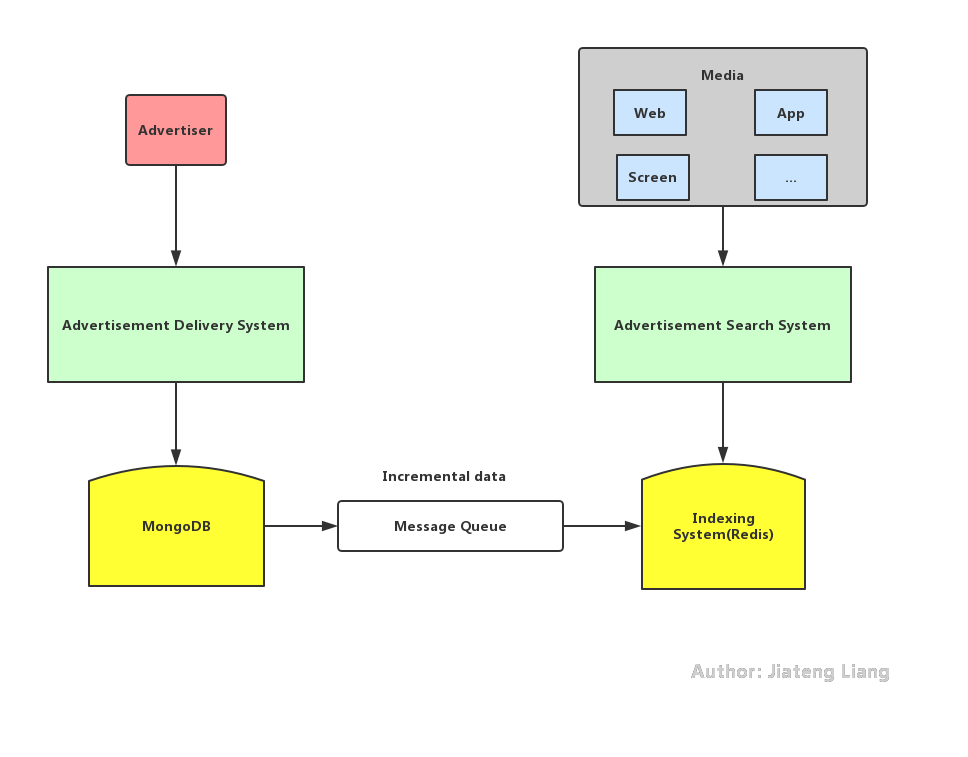 Media
Web
App
Advertiser
Screen
...
Advertisement Delivery System
Advertisement Search System
Incremental data
MongoDB
Message Queue
Indexing
System(Redis)
Author: Jiateng Liang